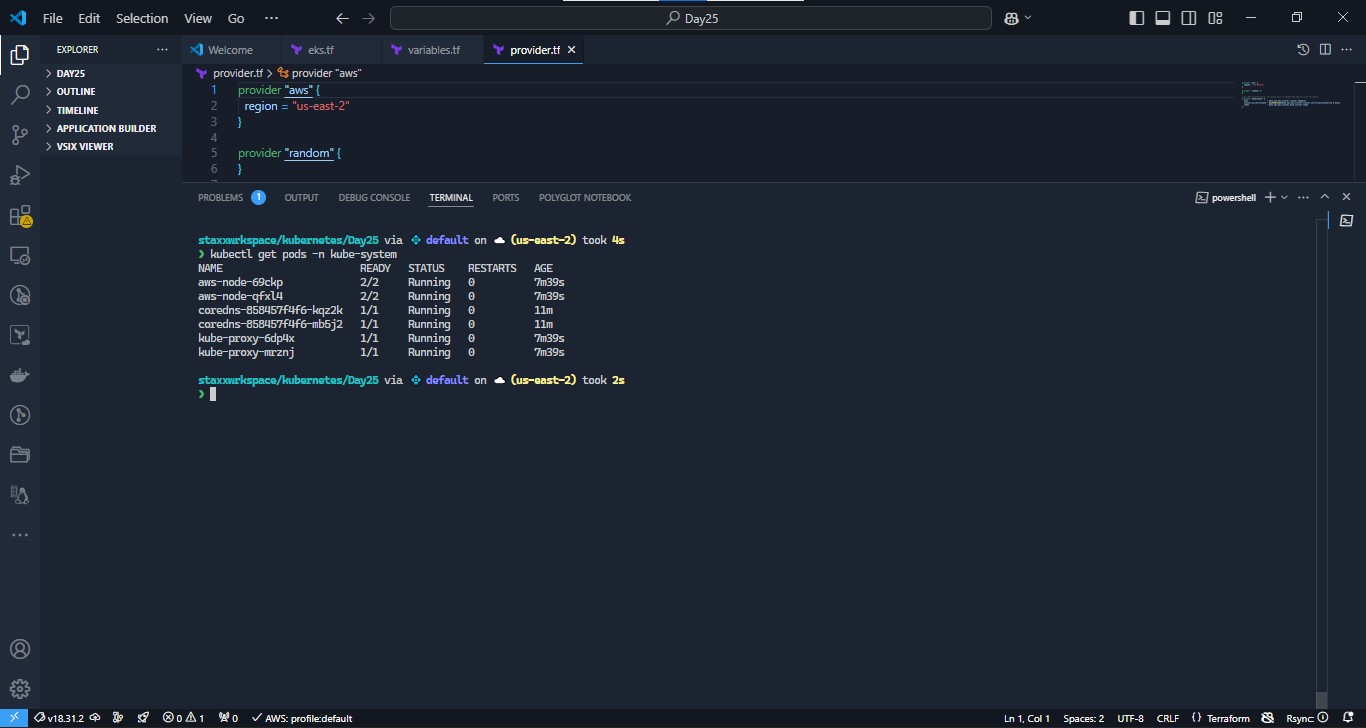 File Edit Selection View Go ··· Day25
EXPLORER ···
DAY25
OUTLINE
TIMELINE
APPLICATION BUILDER
VSIX VIEWER
Welcome eks.tf variables.tf provider.tf
provider.tf > provider "aws"
1 provider "aws" {
2 region = "us-east-2"
3 }
4
5 provider "random" {
6 }
PROBLEMS 1 OUTPUT DEBUG CONSOLE TERMINAL PORTS POLYGLOT NOTEBOOK powershell
staxxwrkspace/kubernetes/Day25 via default on (us-east-2) took 4s
❯ kubectl get pods -n kube-system
NAME READY STATUS RESTARTS AGE
aws-node-69ckp 2/2 Running 0 7m39s
aws-node-qfxl4 2/2 Running 0 7m39s
coredns-858457f4f6-kqz2k 1/1 Running 0 11m
coredns-858457f4f6-mb5j2 1/1 Running 0 11m
kube-proxy-6dp4x 1/1 Running 0 7m39s
kube-proxy-mrznj 1/1 Running 0 7m39s
staxxwrkspace/kubernetes/Day25 via default on (us-east-2) took 2s
❯
v18.31.2 0 1 0 AWS: profile:default Ln 1, Col 1 Spaces: 2 UTF-8 CRLF {} Terraform Rsync: